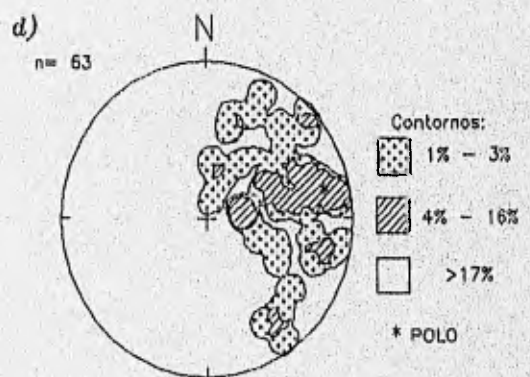 d)
N
n= 63
Contornos:
1% - 3%
4% - 16%
>17%
* POLO